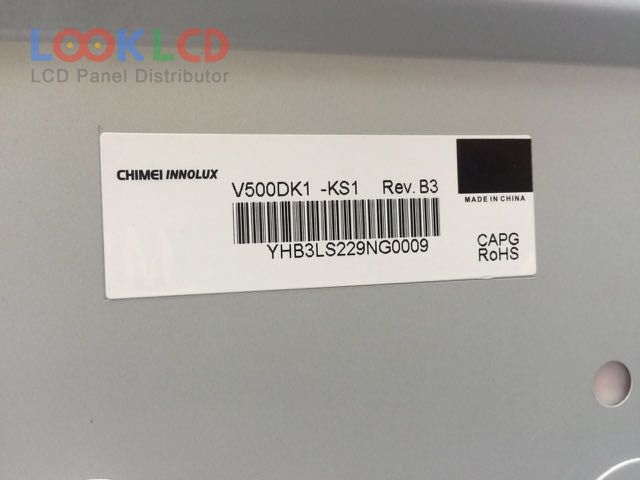 LOOKLCD
LCD Panel Distributor
CHIMEI INNOLUX
V500DK1 -KS1 Rev. B3
MADE IN CHINA
YHB3LS229NG0009
CAPG
RoHS
M